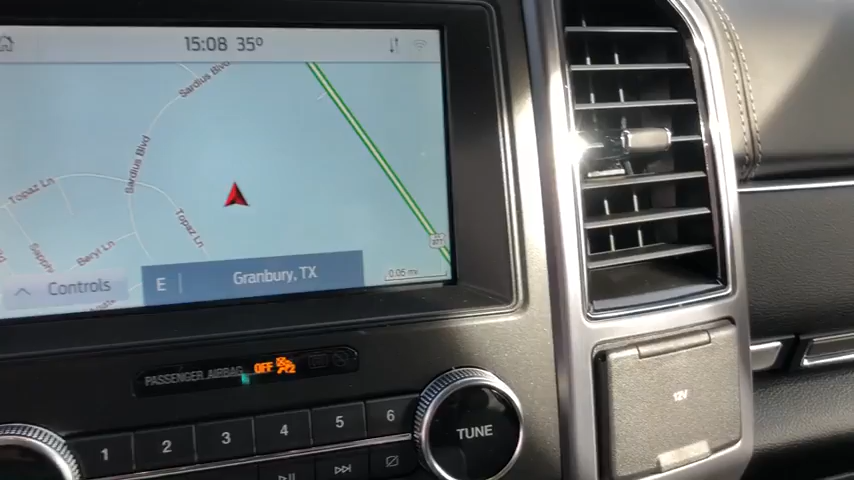 15:08 35°
Sardius Blvd
Sardius Blvd
Topaz Ln
Topaz Ln
Beryl Ln
Controls
E
Granbury, TX
0.05 mi
PASSENGER AIRBAG OFF
1 2 3 4 5 6
TUNE
12V